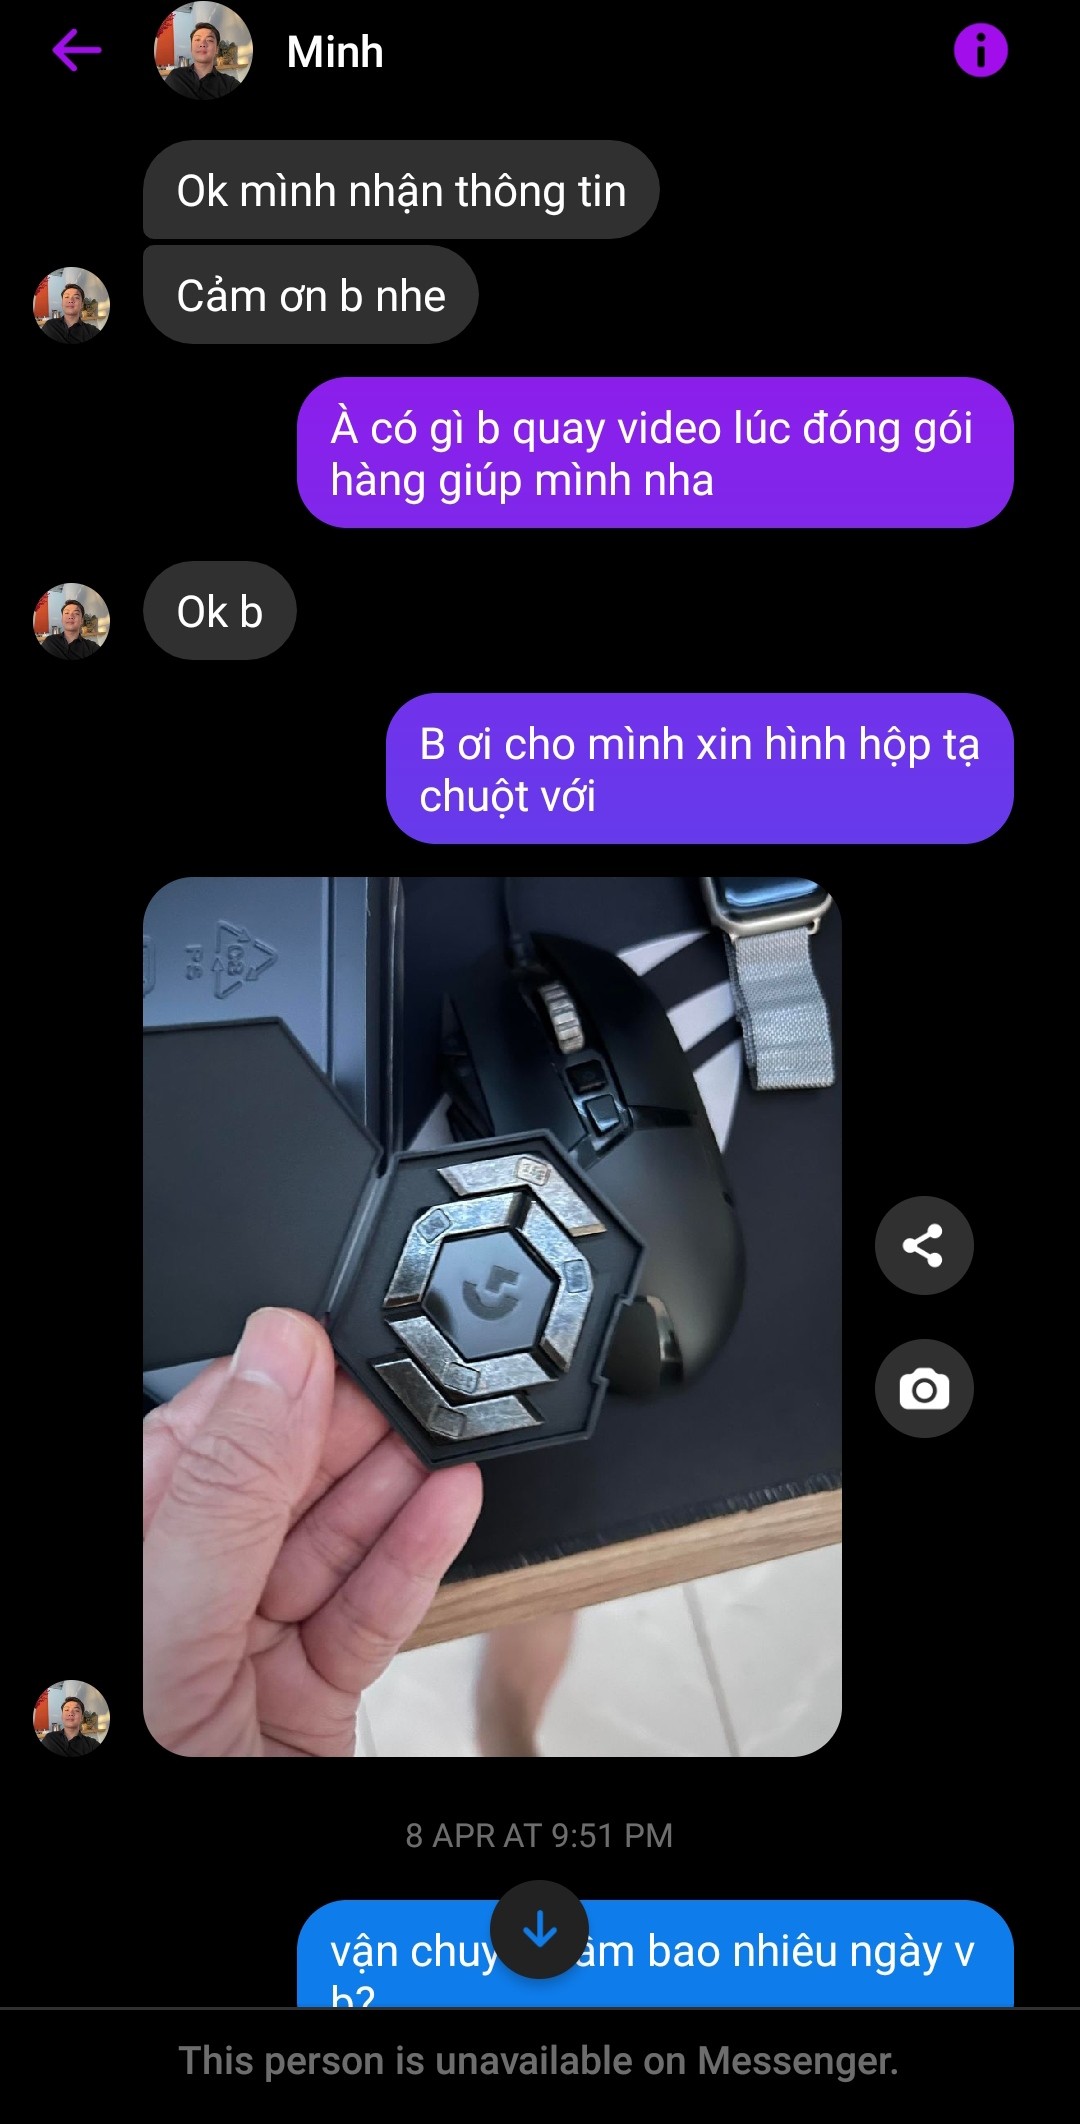 Minh
Ok mình nhận thông tin
Cảm ơn b nhe
À có gì b quay video lúc đóng gói
hàng giúp mình nha
Ok b
B ơi cho mình xin hình hộp tạ
chuột với
PS
8 APR AT 9:51 PM
vận bao nhiêu ngày v
b?
This person is unavailable on Messenger.